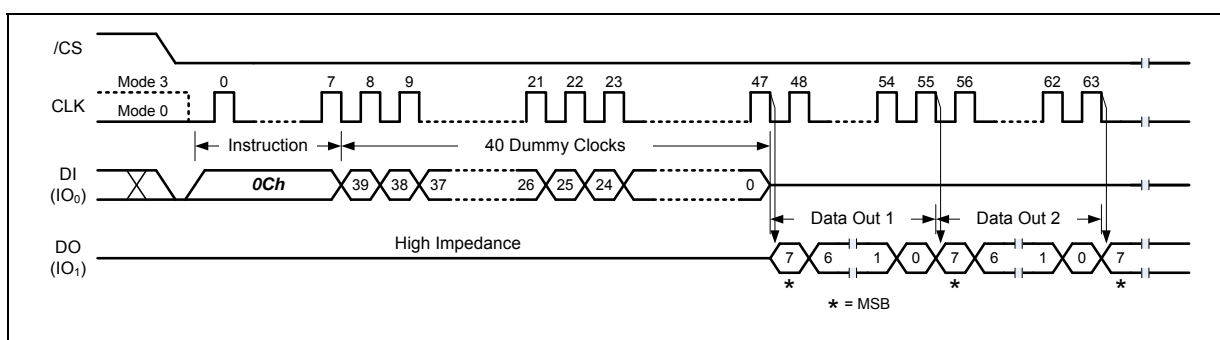 /CS
Mode 3 0 7 8 9 21 22 23 47 48 54 55 56 62 63
CLK
Mode 0
Instruction 40 Dummy Clocks
DI
(IO0)
0Ch 39 38 37 26 25 24 0
Data Out 1 Data Out 2
High Impedance
DO
(IO1)
7 6 1 0 7 6 1 0 7
* * *
* = MSB